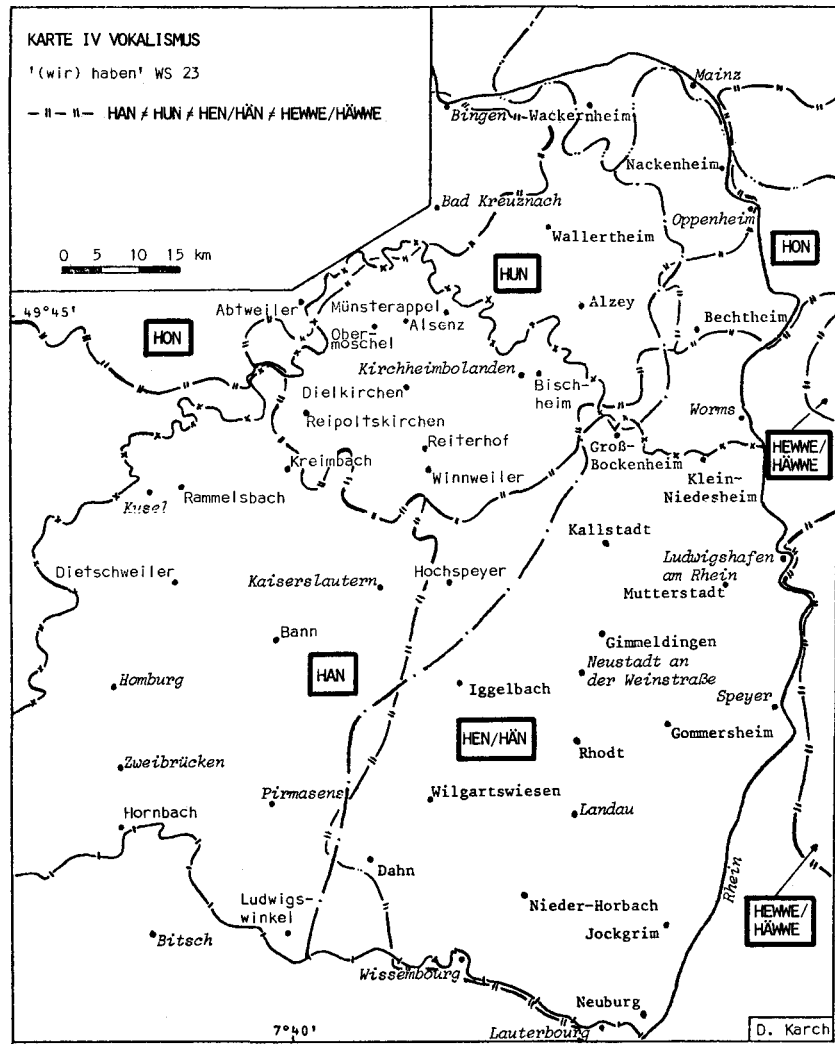 KARTE IV VOKALISMUS
'(wir) haben' WS 23
HAN ≠ HUN ≠ HEN/HÄN ≠ HEWWE/HÄWWE
0 5 10 15 km
Mainz
Bingen
Wackernheim
Nackenheim
Bad Kreuznach
Oppenheim
Wallertheim
HON
HUN
49°45'
Abtweiler
Münsterappel
Alzey
HON
Ober-
moschel
Alsenz
Bechtheim
Kirchheimbolanden
Bisch-
heim
Dielkirchen
Reipoltskirchen
Worms
Reiterhof
Groß-
Bockenheim
HEWWE/
HÄWWE
Kreimbach
Winnweiler
Klein-
Niedesheim
Kusel
Rammelsbach
Kallstadt
Ludwigshafen
am Rhein
Dietschweiler
Kaiserslautern
Hochspeyer
Mutterstadt
Bann
Gimmeldingen
HAN
Neustadt an
der Weinstraße
Homburg
Iggelbach
Speyer
Gommersheim
HEN/HÄN
Rhodt
Zweibrücken
Pirmasens
Wilgartswiesen
Landau
Hornbach
Dahn
Rhein
Ludwigs-
winkel
Nieder-Horbach
HEWWE/
HÄWWE
Bitsch
Jockgrim
Wissembourg
Neuburg
7°40'
Lauterbourg
D. Karch